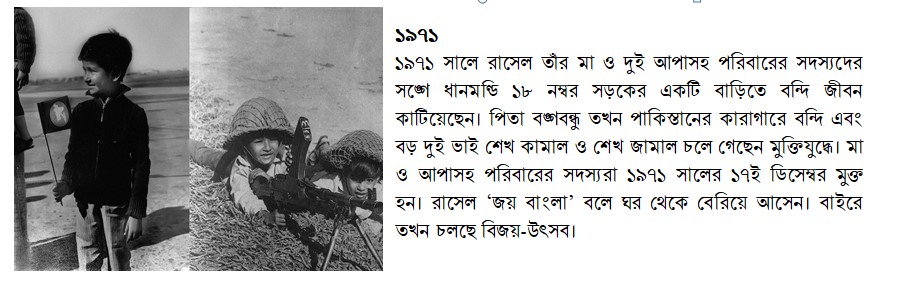 ১৯৭১
১৯৭১ সালে রাসেল তাঁর মা ও দুই আপাসহ পরিবারের সদস্যদের
সঙ্গে ধানমন্ডি ১৮ নম্বর সড়কের একটি বাড়িতে বন্দি জীবন
কাটিয়েছেন। পিতা বঙ্গবন্ধু তখন পাকিস্তানের কারাগারে বন্দি এবং
বড় দুই ভাই শেখ কামাল ও শেখ জামাল চলে গেছেন মুক্তিযুদ্ধে। মা
ও আপাসহ পরিবারের সদস্যরা ১৯৭১ সালের ১৭ই ডিসেম্বর মুক্ত
হন। রাসেল ‘জয় বাংলা’ বলে ঘর থেকে বেরিয়ে আসেন। বাইরে
তখন চলছে বিজয়-উৎসব।